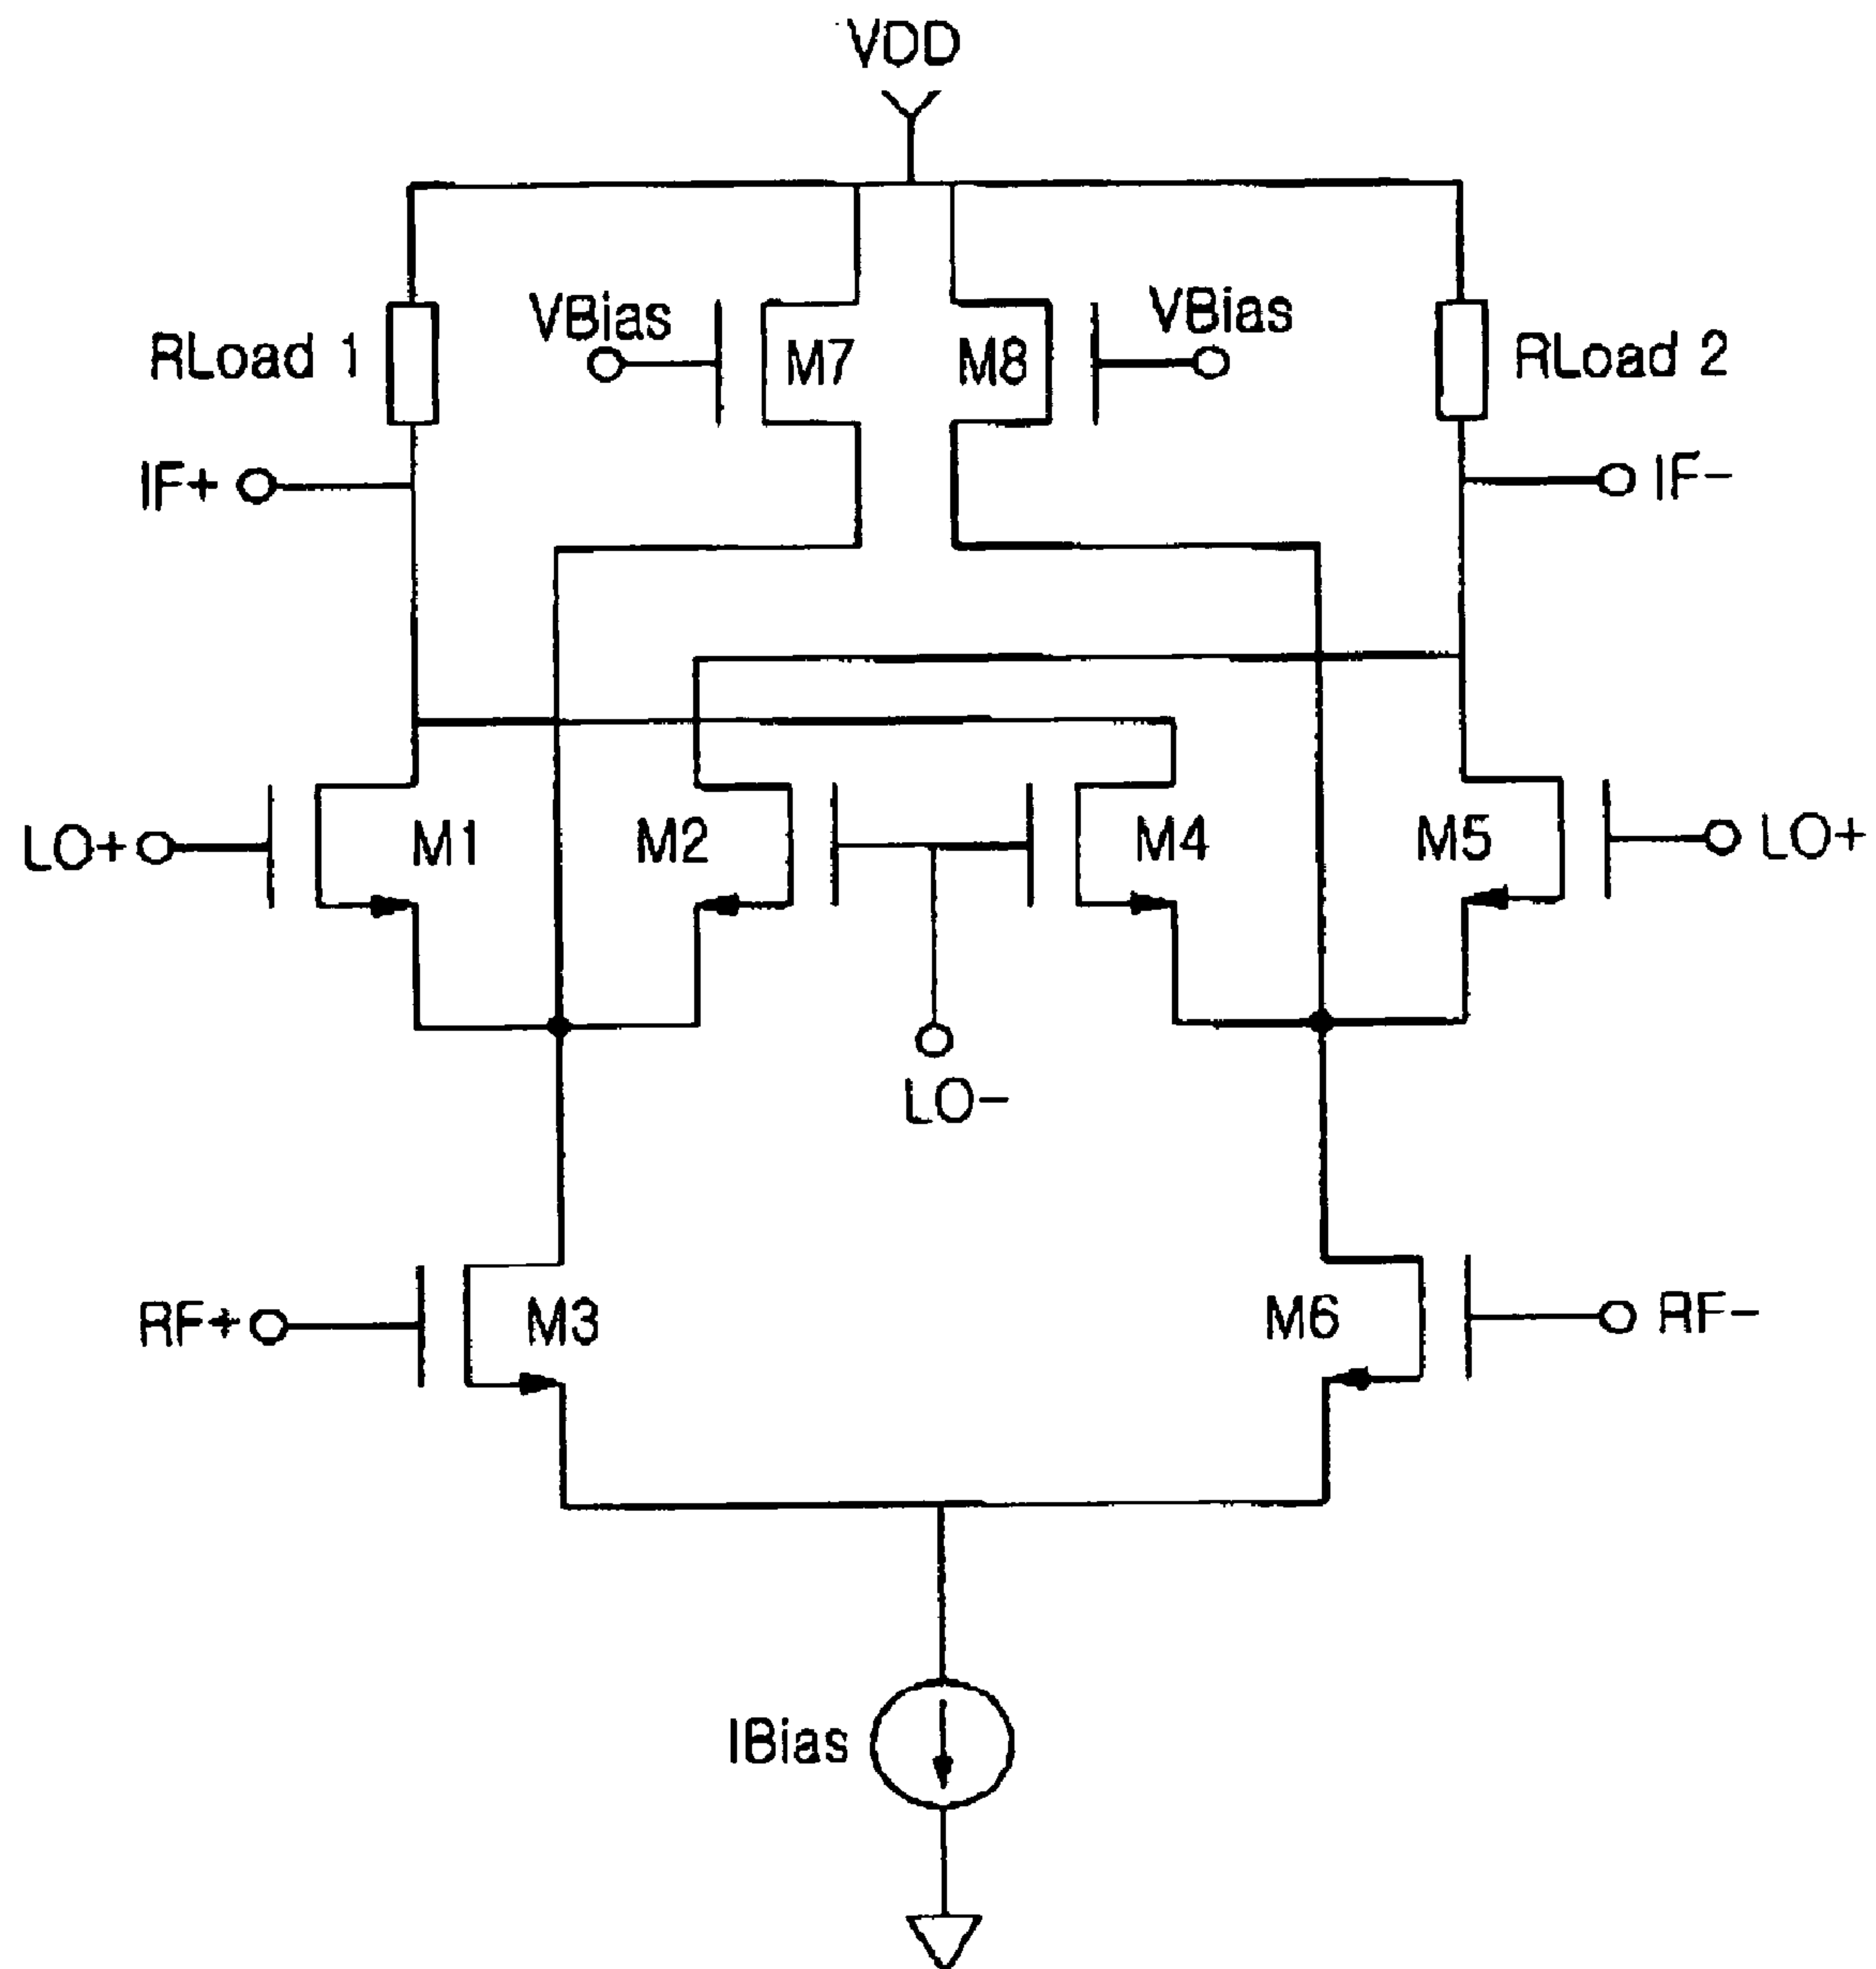 VDD
VBias
VBias
RLoad 1
M7
M8
RLoad 2
IF+
IF-
LO+
M1
M2
M4
M5
LO+
LO-
RF+
M3
M6
RF-
IBias